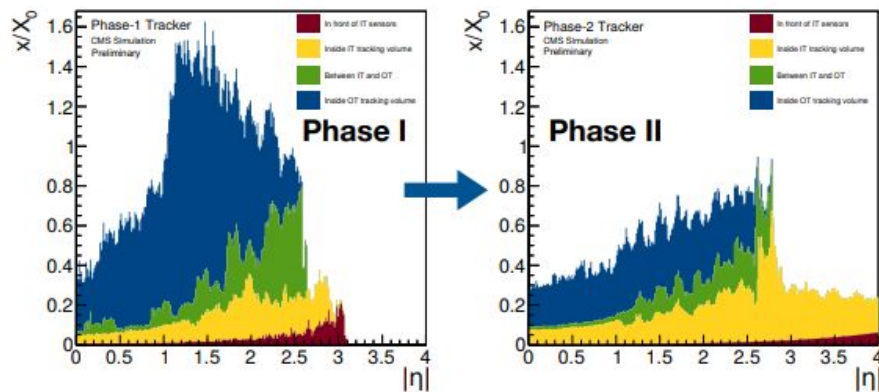 Phase-1 Tracker
CMS Simulation
Preliminary
In front of IT sensors
Inside IT tracking volume
Between IT and OT
Inside OT tracking volume
Phase I
x/X0
1.6
1.4
1.2
1
0.8
0.6
0.4
0.2
0
0 0.5 1 1.5 2 2.5 3 3.5 4
|η|
Phase-2 Tracker
CMS Simulation
Preliminary
In front of IT sensors
Inside IT tracking volume
Between IT and OT
Inside OT tracking volume
Phase II
x/X0
1.6
1.4
1.2
1
0.8
0.6
0.4
0.2
0
0 0.5 1 1.5 2 2.5 3 3.5 4
|η|